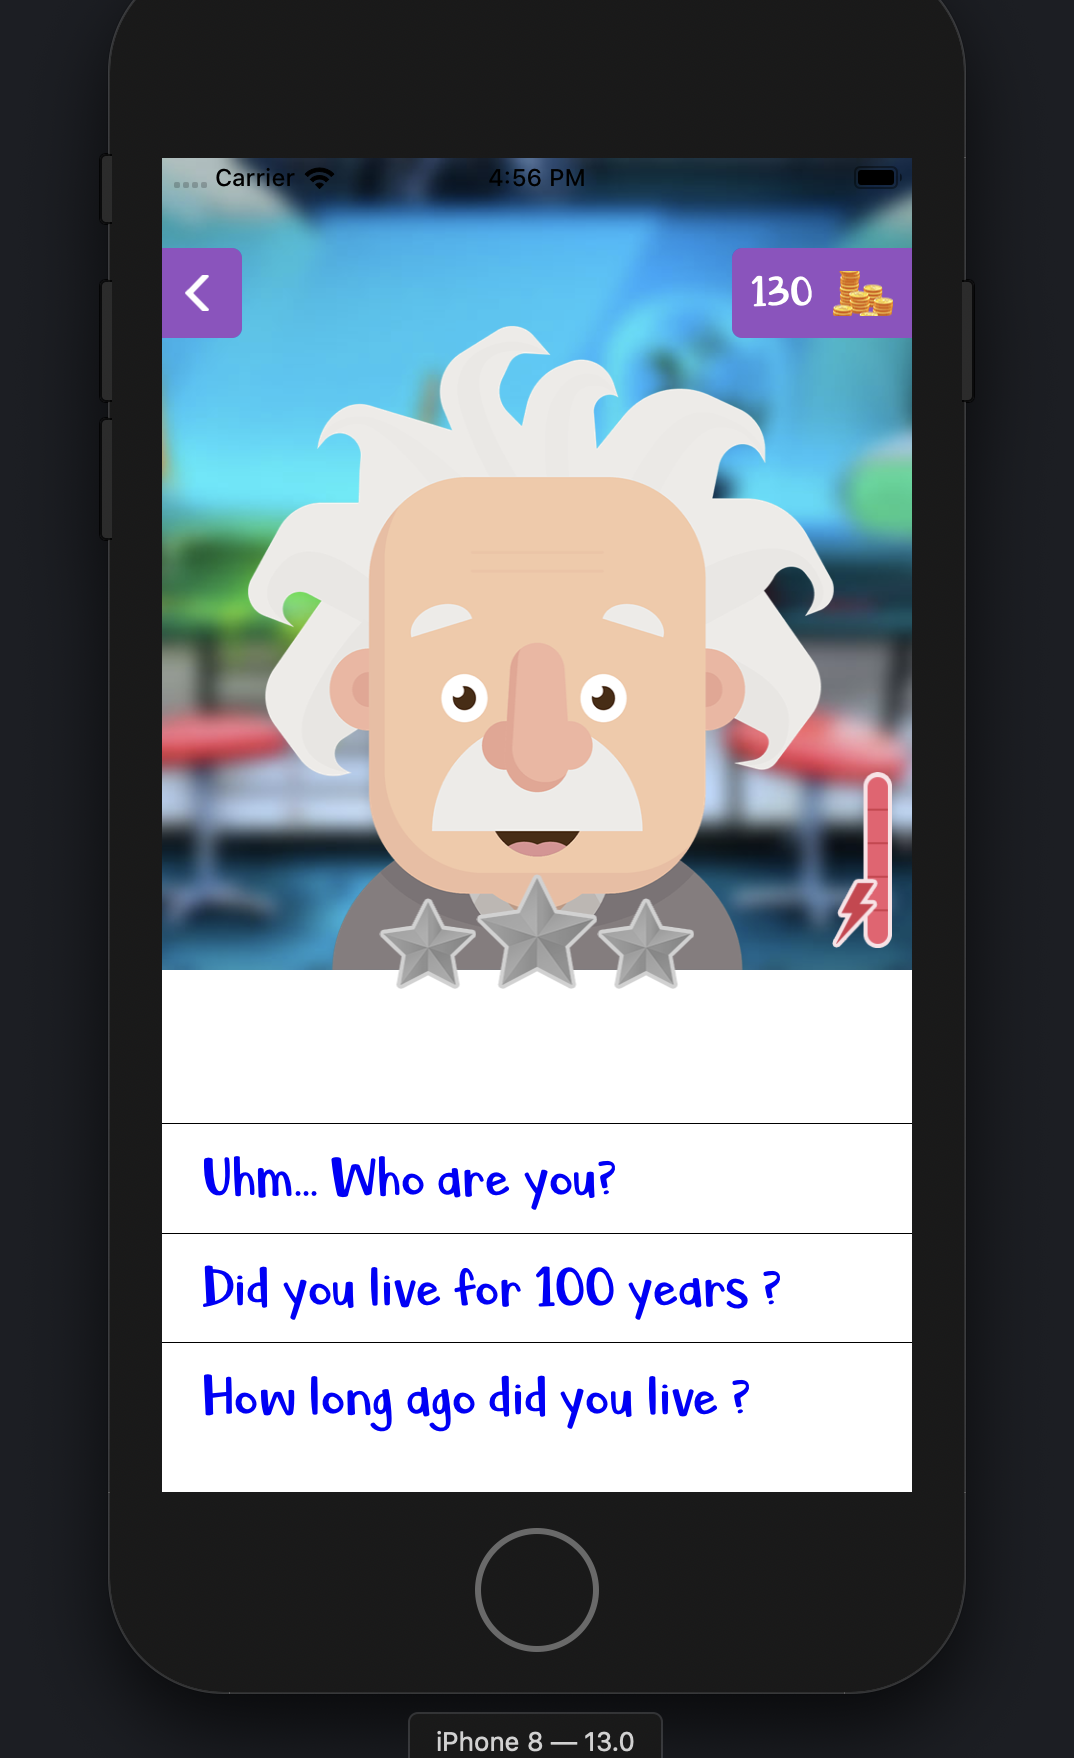 Carrier 4:56 PM
130
Uhm... Who are you?
Did you live for 100 years ?
How long ago did you live ?
iPhone 8 — 13.0